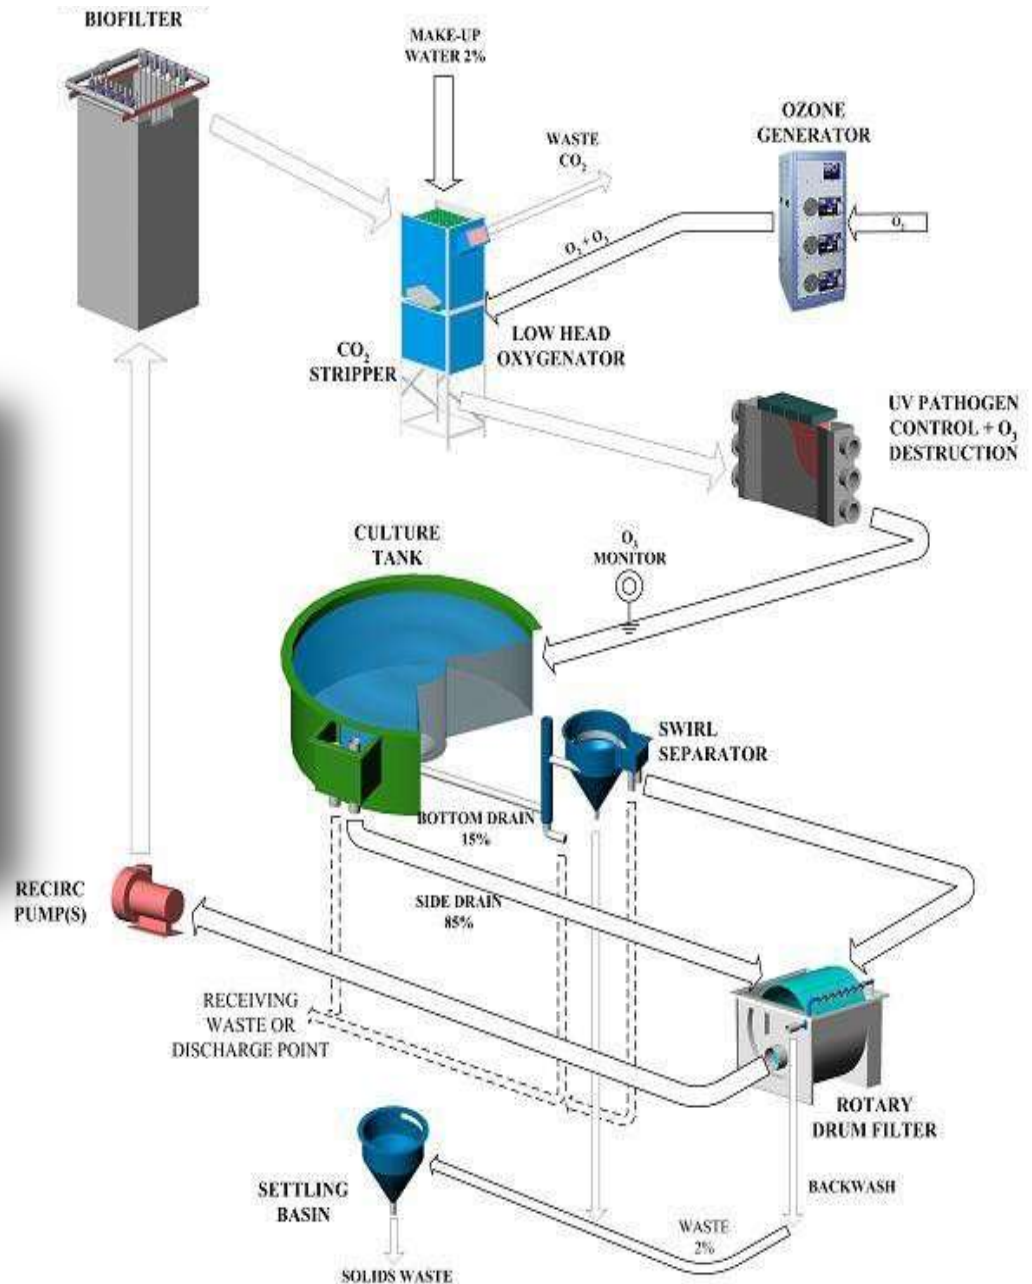 BIOFILTER
MAKE-UP
WATER 2%
WASTE
CO₂
OZONE
GENERATOR
O₂
O₂ + O₃
LOW HEAD
OXYGENATOR
CO₂
STRIPPER
UV PATHOGEN
CONTROL + O₃
DESTRUCTION
CULTURE
TANK
O₃
MONITOR
SWIRL
SEPARATOR
BOTTOM DRAIN
15%
SIDE DRAIN
85%
RECIRC
PUMP(S)
RECEIVING
WASTE OR
DISCHARGE POINT
ROTARY
DRUM FILTER
BACKWASH
SETTLING
BASIN
WASTE
2%
SOLIDS WASTE